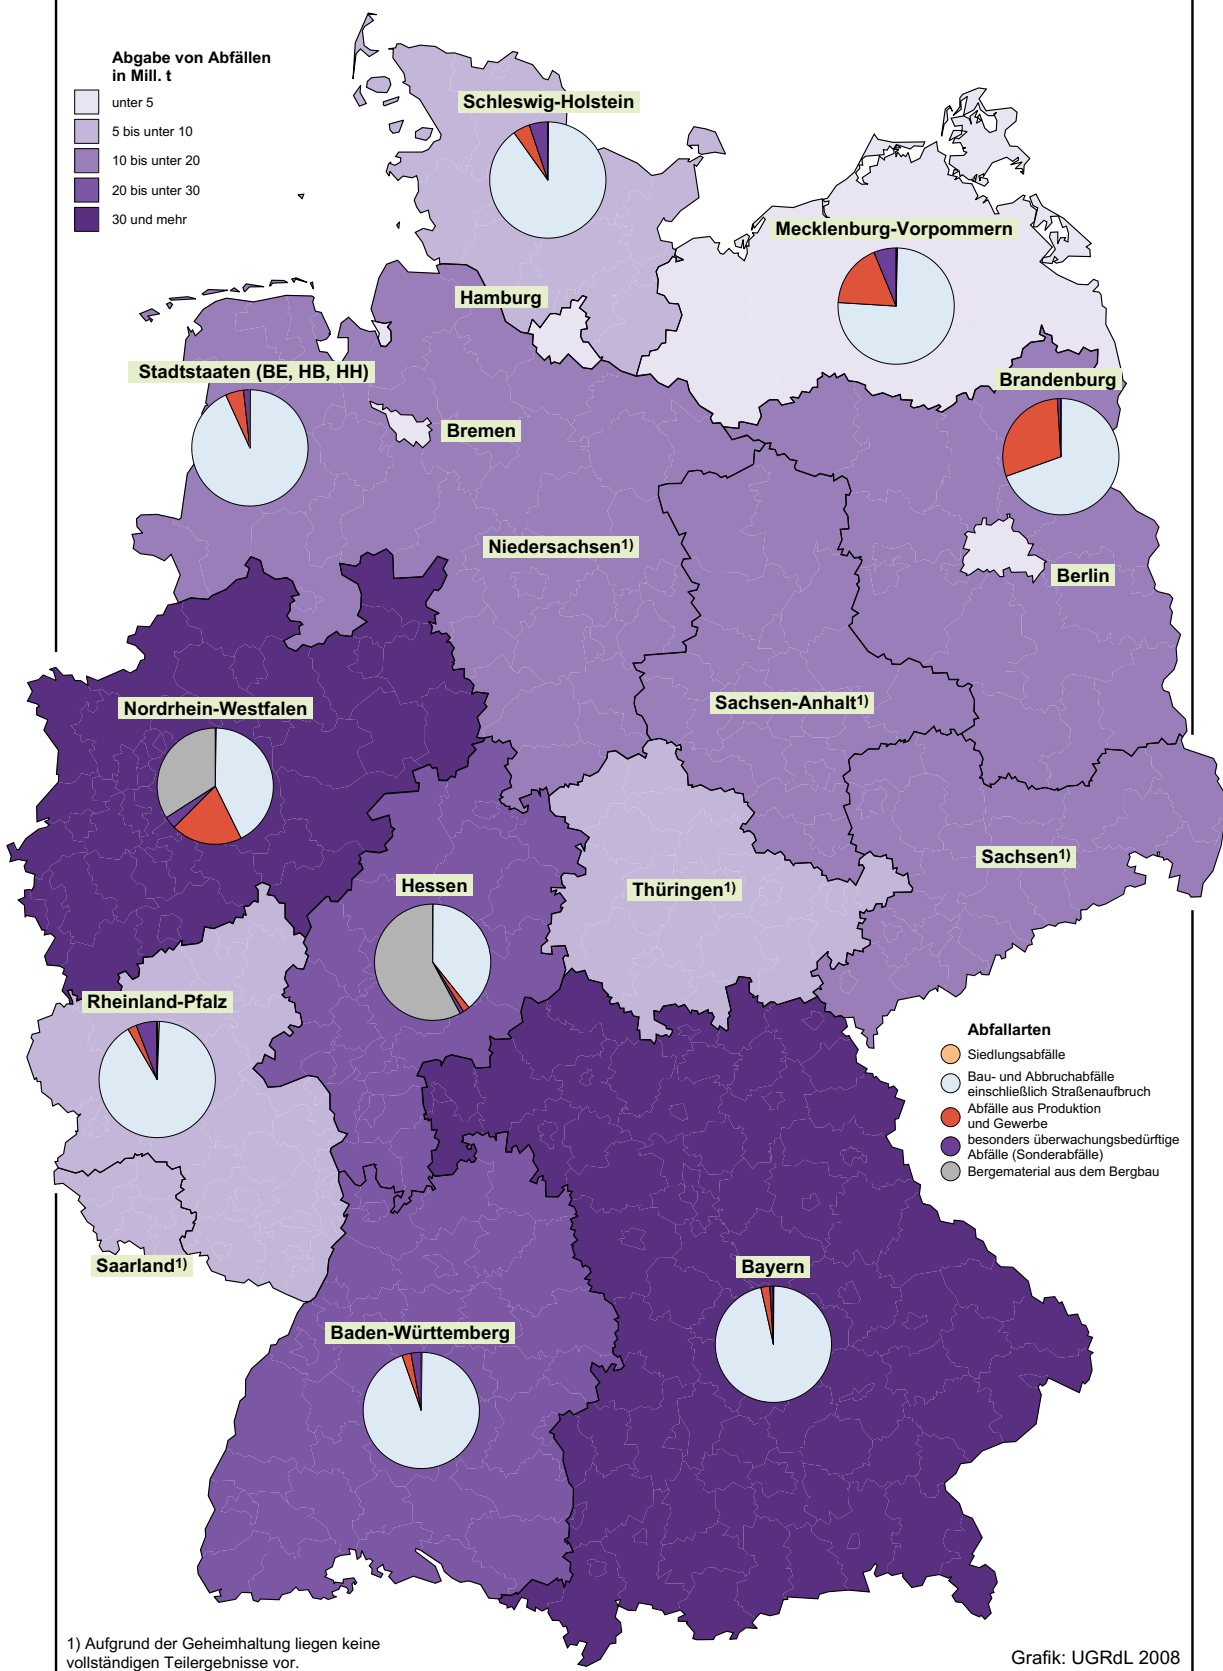 Abgabe von Abfällen
in Mill. t
unter 5
5 bis unter 10
10 bis unter 20
20 bis unter 30
30 und mehr
Schleswig-Holstein
Mecklenburg-Vorpommern
Hamburg
Stadtstaaten (BE, HB, HH)
Brandenburg
Bremen
Niedersachsen1)
Berlin
Sachsen-Anhalt1)
Nordrhein-Westfalen
Sachsen1)
Hessen
Thüringen1)
Rheinland-Pfalz
Abfallarten
Siedlungsabfälle
Bau- und Abbruchabfälle
einschließlich Straßenaufbruch
Abfälle aus Produktion
und Gewerbe
besonders überwachungsbedürftige
Abfälle (Sonderabfälle)
Bergematerial aus dem Bergbau
Saarland1)
Bayern
Baden-Württemberg
1) Aufgrund der Geheimhaltung liegen keine
vollständigen Teilergebnisse vor.
Grafik: UGRdL 2008